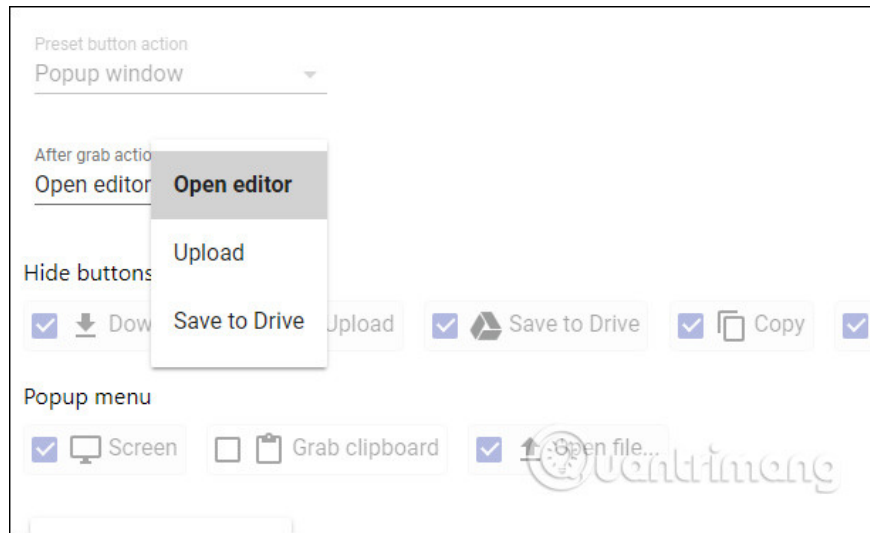 Preset button action
Popup window
After grab actio
Open editor
Open editor
Upload
Save to Drive
Hide buttons
Dow
Upload
Save to Drive
Copy
Popup menu
Screen
Grab clipboard
Open file...
Quantrimang